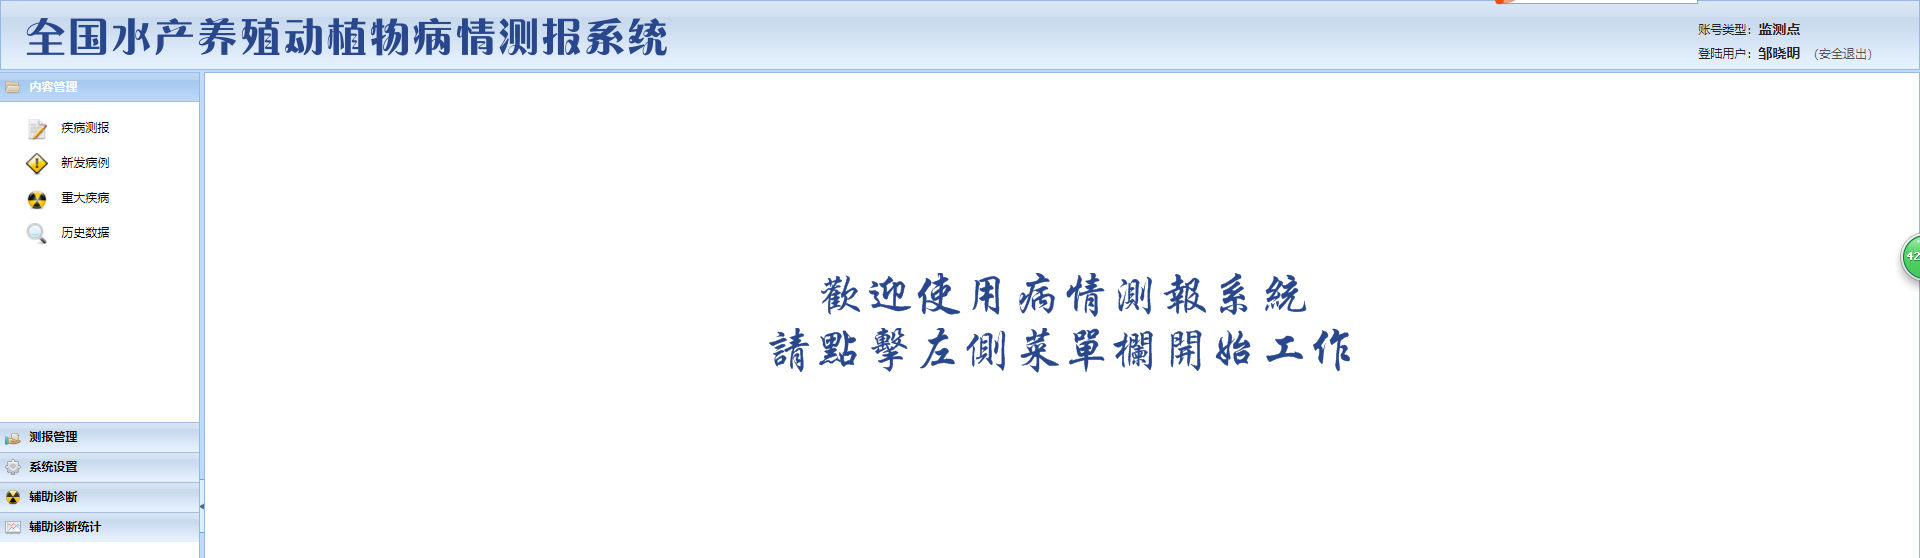 全国水产养殖动植物病情测报系统
账号类型：监测点
登陆用户：邹晓明 （安全退出）
内容管理
疾病测报
新发病例
重大疾病
历史数据
歡迎使用病情測報系統
請點擊左側菜單欄開始工作
42
测报管理
系统设置
辅助诊断
辅助诊断统计